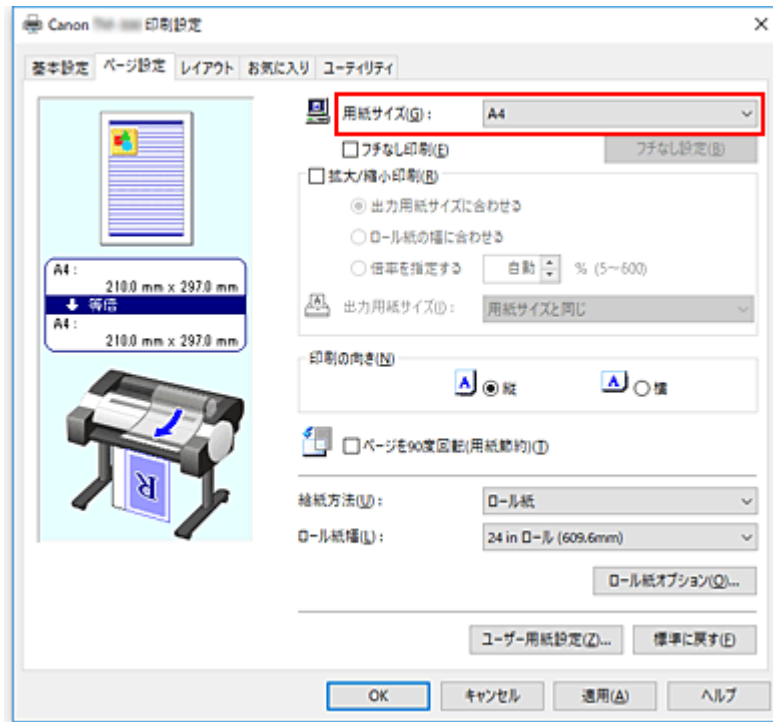 Canon 印刷設定
基本設定 ページ設定 レイアウト お気に入り ユーティリティ
用紙サイズ(G): A4
フチなし印刷(E) フチなし設定(B)
拡大/縮小印刷(R)
出力用紙サイズに合わせる
ロール紙の幅に合わせる
倍率を指定する 自動 % (5~600)
出力用紙サイズ(I): 用紙サイズと同じ
A4:
210.0 mm x 297.0 mm
等倍
A4:
210.0 mm x 297.0 mm
印刷の向き(N)
A 縦 A 横
ページを90度回転(用紙節約)(T)
R
給紙方法(U): ロール紙
ロール紙幅(L): 24 in ロール (609.6mm)
ロール紙オプション(O)...
ユーザー用紙設定(Z)... 標準に戻す(F)
OK キャンセル 適用(A) ヘルプ